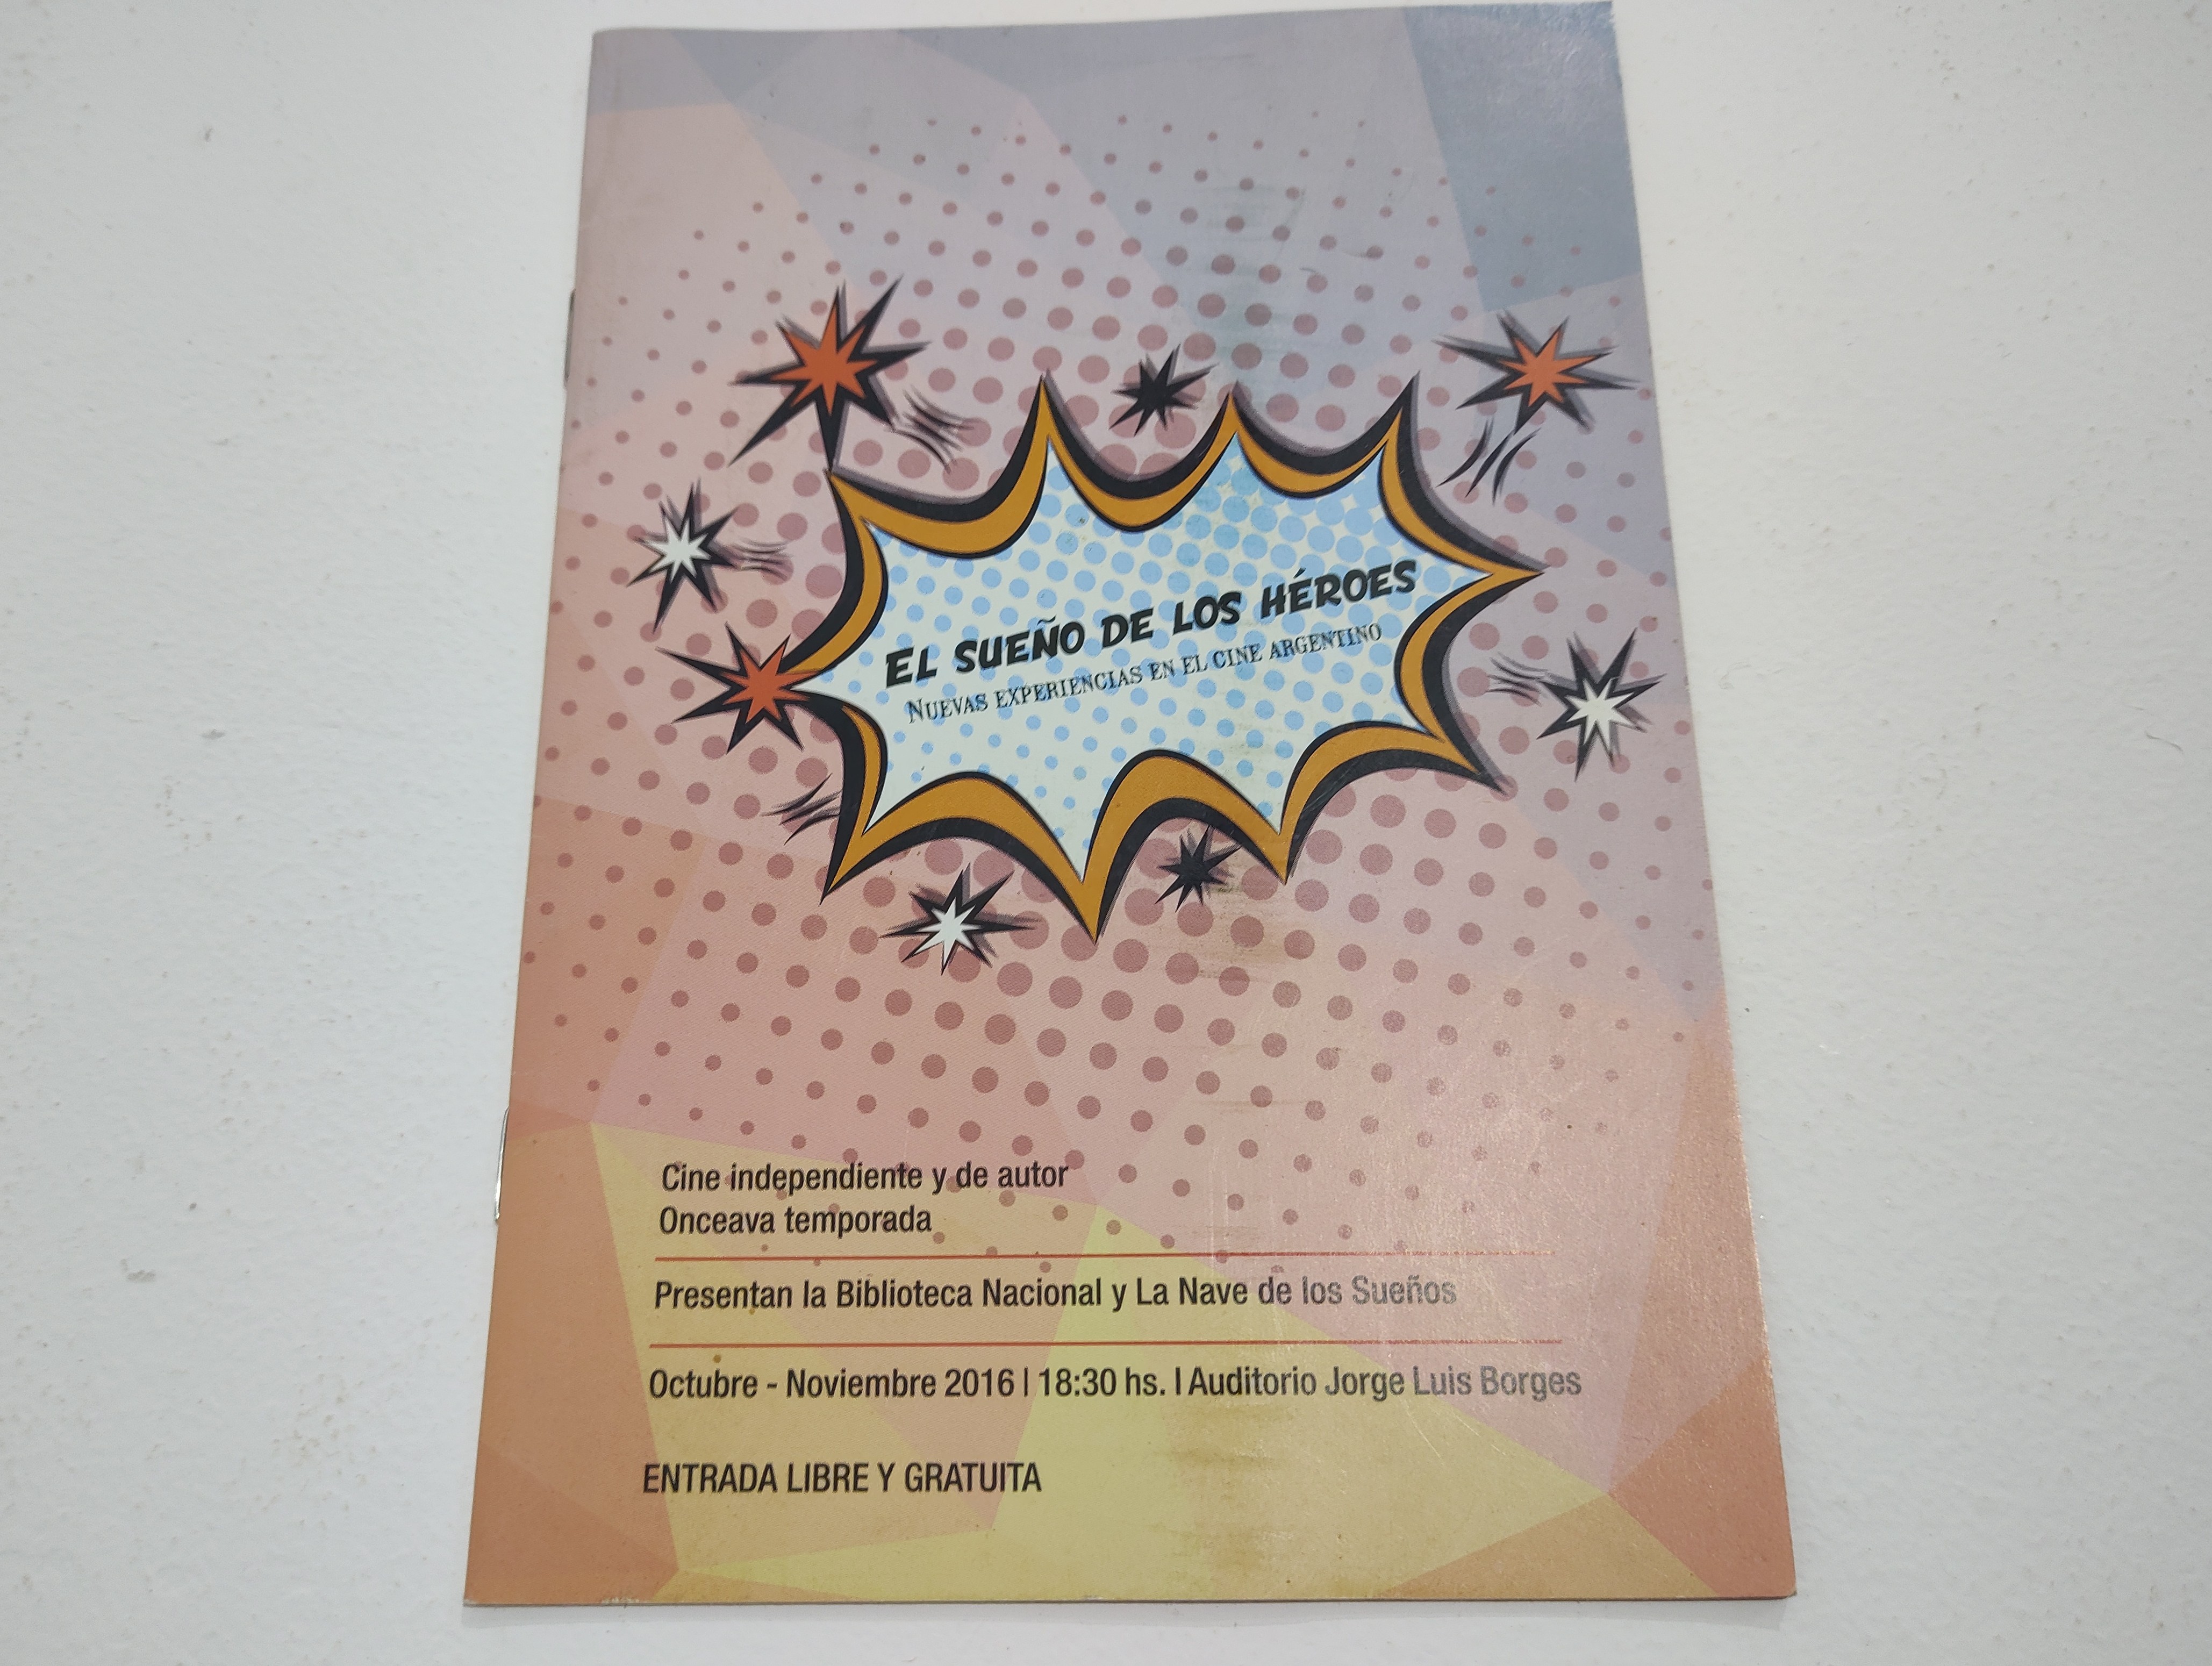 EL SUEÑO DE LOS HÉROES
NUEVAS EXPERIENCIAS EN EL CINE ARGENTINO
Cine independiente y de autor
Onceava temporada
Presentan la Biblioteca Nacional y La Nave de los Sueños
Octubre - Noviembre 2016 | 18:30 hs. | Auditorio Jorge Luis Borges
ENTRADA LIBRE Y GRATUITA